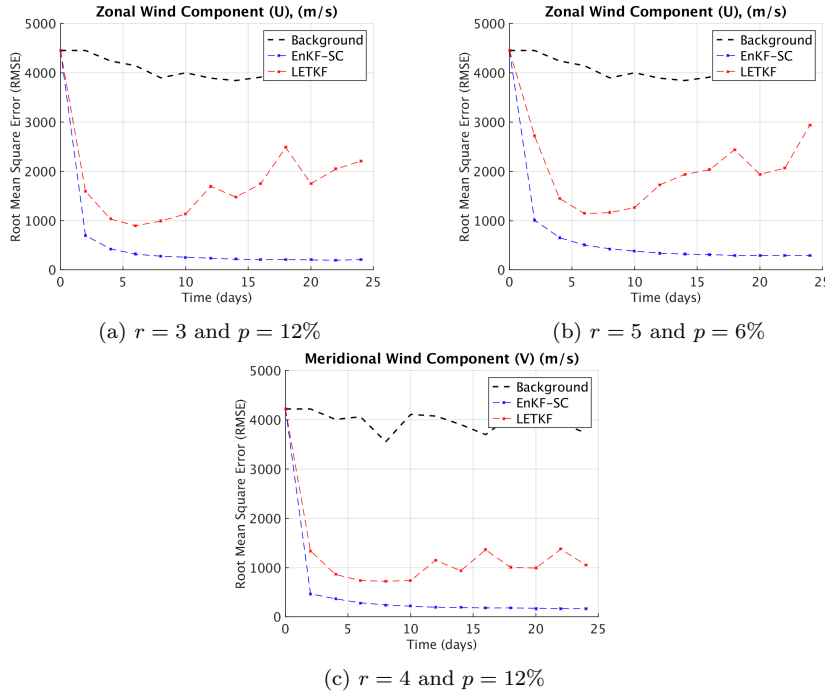 Zonal Wind Component (U), (m/s)
Root Mean Square Error (RMSE)
5000
4000
3000
2000
1000
0
Background
EnKF-SC
LETKF
0 5 10 15 20 25
Time (days)
(a) r = 3 and p = 12%
Zonal Wind Component (U), (m/s)
Root Mean Square Error (RMSE)
5000
4000
3000
2000
1000
0
Background
EnKF-SC
LETKF
0 5 10 15 20 25
Time (days)
(b) r = 5 and p = 6%
Meridional Wind Component (V) (m/s)
Root Mean Square Error (RMSE)
5000
4000
3000
2000
1000
0
Background
EnKF-SC
LETKF
0 5 10 15 20 25
Time (days)
(c) r = 4 and p = 12%